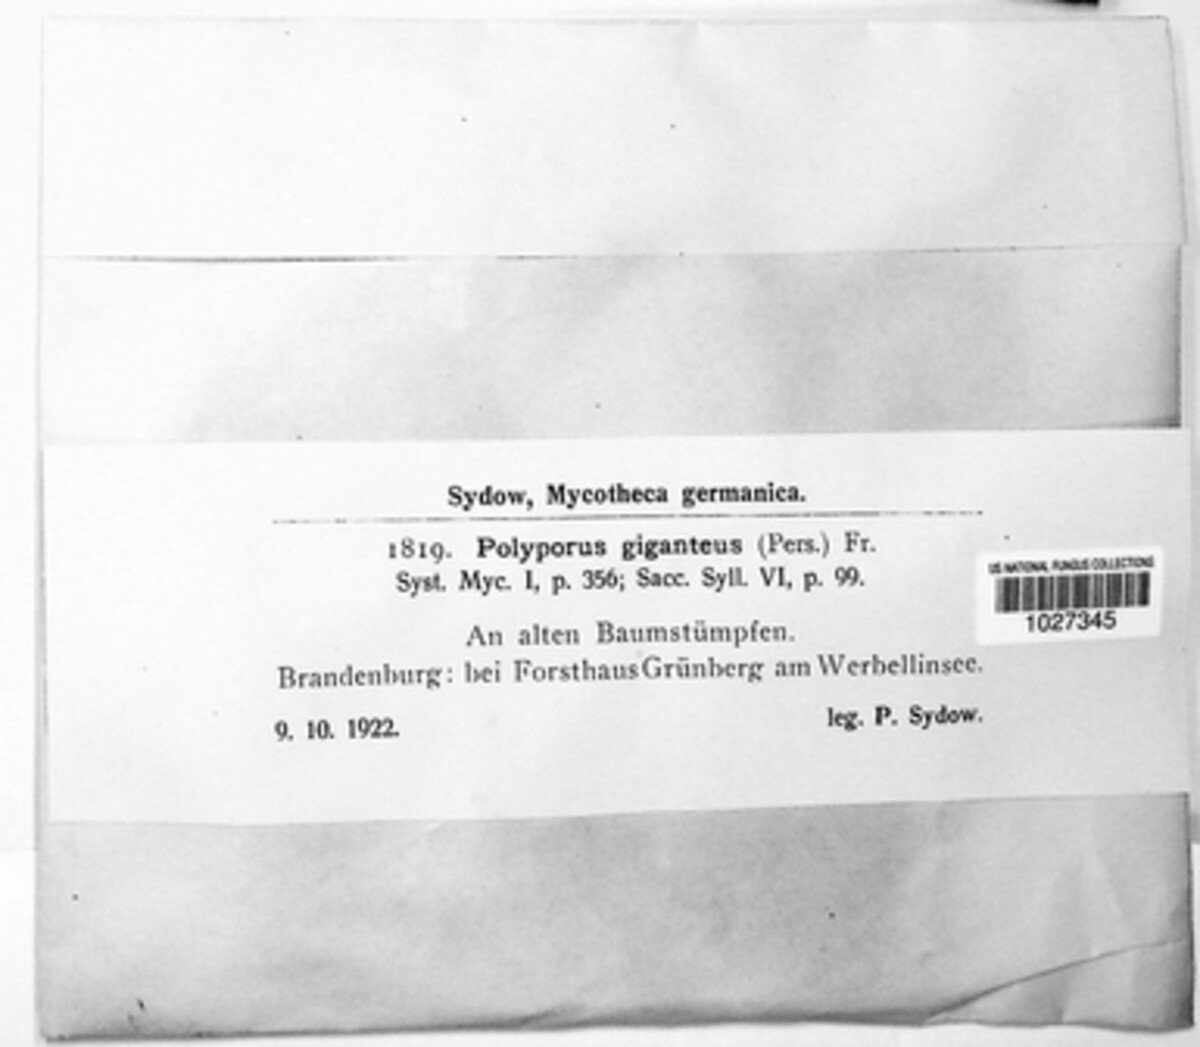 Sydow, Mycotheca germanica.
1819. Polyporus giganteus (Pers.) Fr.
Syst. Myc. I, p. 356; Sacc. Syll. VI, p. 99.
An alten Baumstümpfen.
Brandenburg: bei Forsthaus Grünberg am Werbellinsee.
9. 10. 1922.
leg. P. Sydow.
US NATIONAL FUNGUS COLLECTIONS
1027345